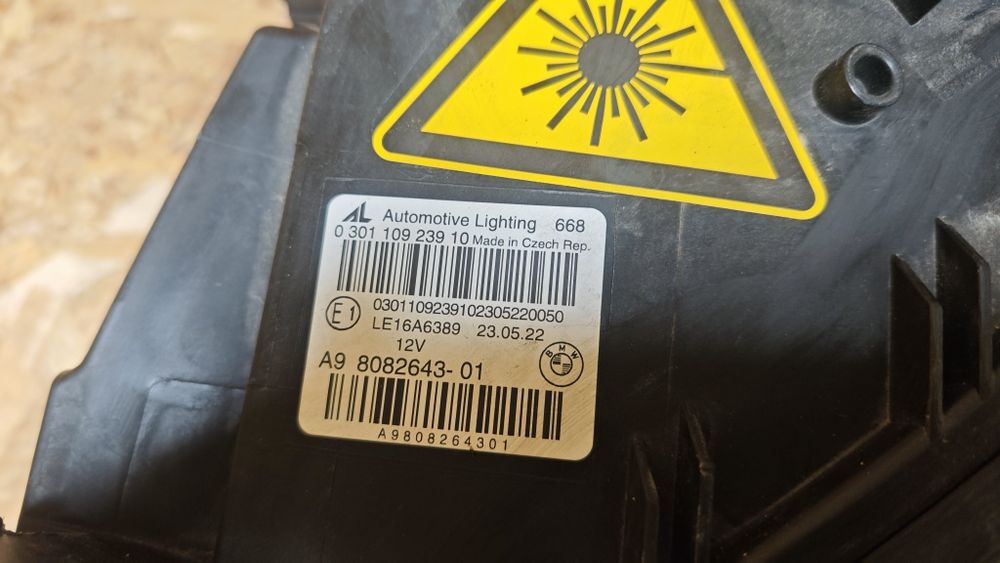 AL Automotive Lighting 668
0 301 109 239 10 Made in Czech Rep.
0301109239102305220050
E1 LE16A6389 23.05.22
12V
BMW
A9 8082643- 01
A9808264301